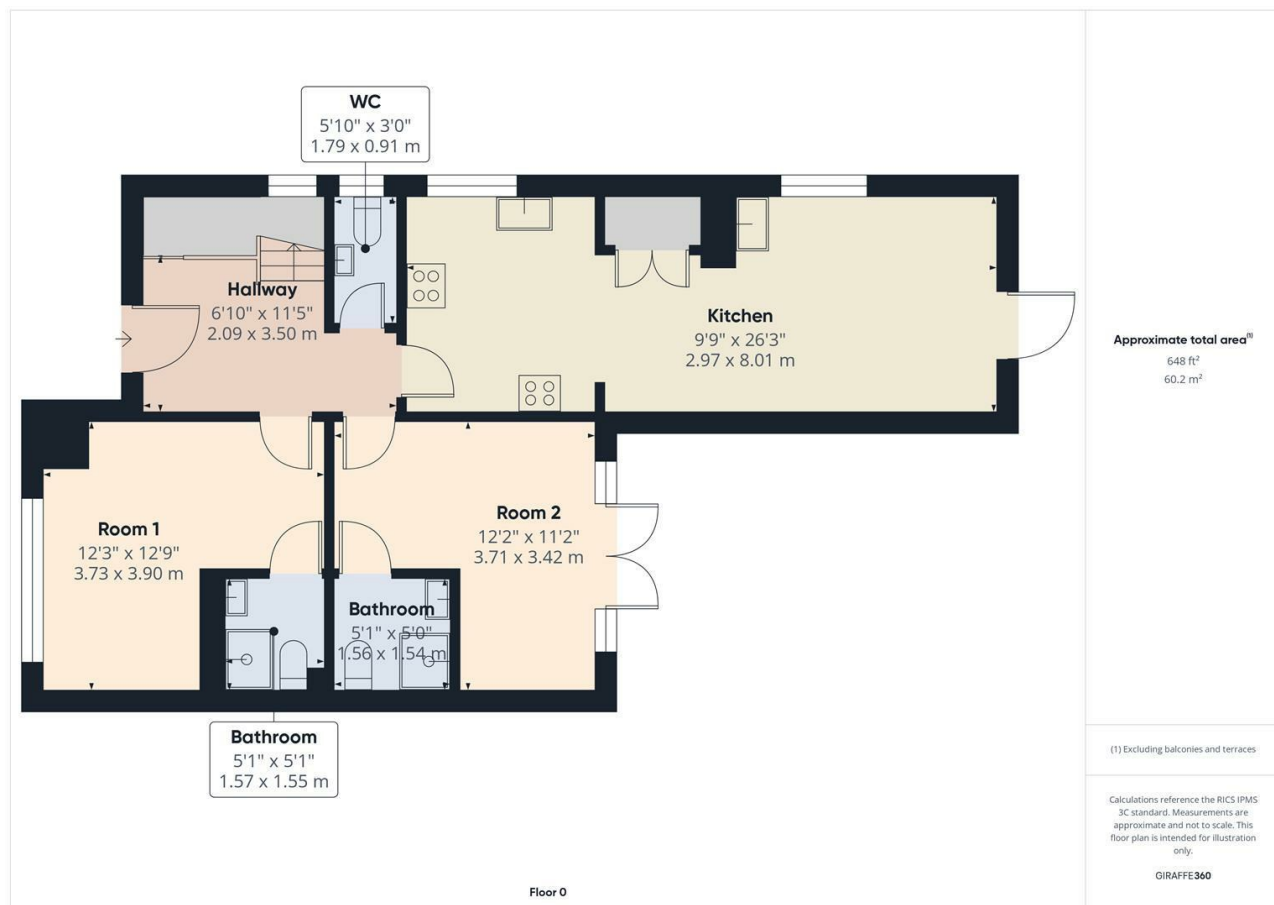 WC
5'10" x 3'0"
1.79 x 0.91 m
Hallway
6'10" x 11'5"
2.09 x 3.50 m
Kitchen
9'9" x 26'3"
2.97 x 8.01 m
Room 1
12'3" x 12'9"
3.73 x 3.90 m
Room 2
12'2" x 11'2"
3.71 x 3.42 m
Bathroom
5'1" x 5'0"
1.56 x 1.54 m
Bathroom
5'1" x 5'1"
1.57 x 1.55 m
Floor 0
Approximate total area(1)
648 ft²
60.2 m²
(1) Excluding balconies and terraces
Calculations reference the RICS IPMS
3C standard. Measurements are
approximate and not to scale. This
floor plan is intended for illustration
only.
GIRAFFE360